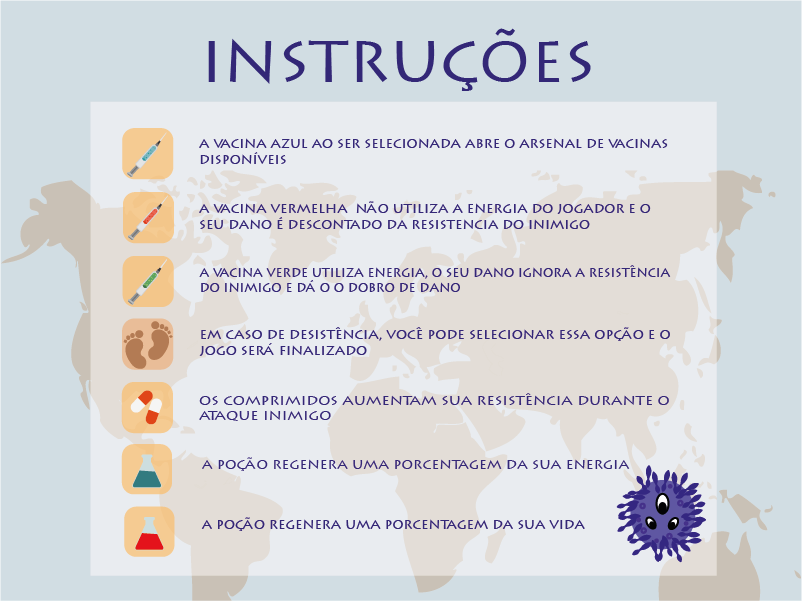 INSTRUÇÕES
A VACINA AZUL AO SER SELECIONADA ABRE O ARSENAL DE VACINAS
DISPONÍVEIS
A VACINA VERMELHA NÃO UTILIZA A ENERGIA DO JOGADOR E O
SEU DANO É DESCONTADO DA RESISTENCIA DO INIMIGO
A VACINA VERDE UTILIZA ENERGIA, O SEU DANO IGNORA A RESISTÊNCIA
DO INIMIGO E DÁ O O DOBRO DE DANO
EM CASO DE DESISTÊNCIA, VOCÊ PODE SELECIONAR ESSA OPÇÃO E O
JOGO SERÁ FINALIZADO
OS COMPRIMIDOS AUMENTAM SUA RESISTÊNCIA DURANTE O
ATAQUE INIMIGO
A POÇÃO REGENERA UMA PORCENTAGEM DA SUA ENERGIA
A POÇÃO REGENERA UMA PORCENTAGEM DA SUA VIDA